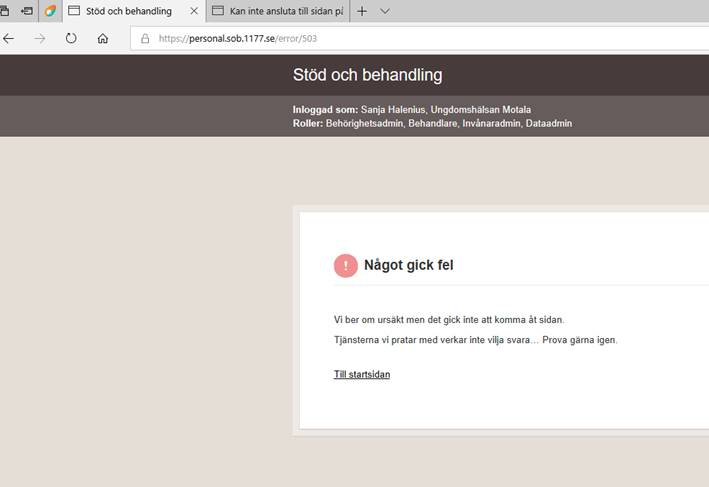 Stöd och behandling
Kan inte ansluta till sidan på
https://personal.sob.1177.se/error/503
Stöd och behandling
Inloggad som: Sanja Halenius, Ungdomshälsan Motala
Roller: Behörighetsadmin, Behandlare, Invånaradmin, Dataadmin
Något gick fel
Vi ber om ursäkt men det gick inte att komma åt sidan.
Tjänsterna vi pratar med verkar inte vilja svara... Prova gärna igen.
Till startsidan